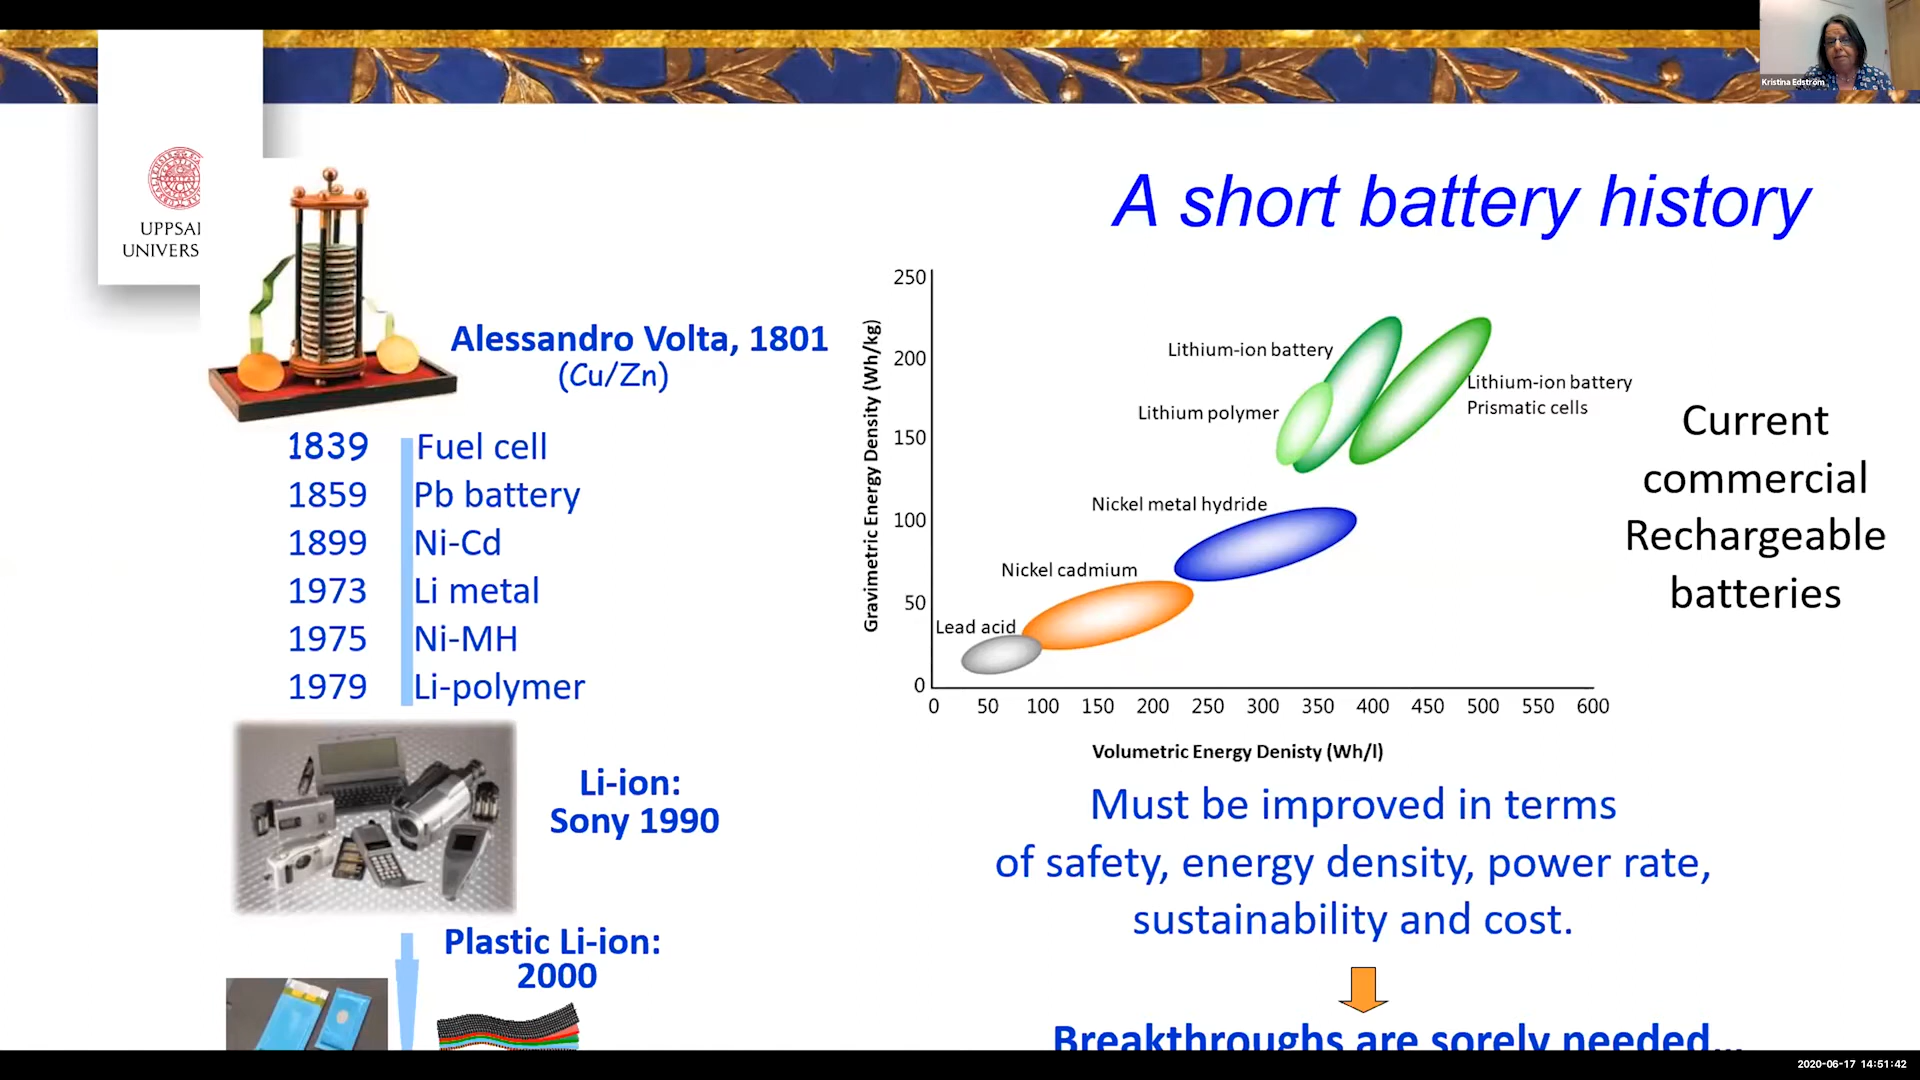 Kristina Edström
UPPSAL
UNIVERS
A short battery history
Alessandro Volta, 1801
(Cu/Zn)
1839 Fuel cell
1859 Pb battery
1899 Ni-Cd
1973 Li metal
1975 Ni-MH
1979 Li-polymer
Li-ion:
Sony 1990
Plastic Li-ion:
2000
Gravimetric Energy Density (Wh/kg)
250
200
150
100
50
0
Lithium-ion battery
Lithium polymer
Lithium-ion battery
Prismatic cells
Nickel metal hydride
Nickel cadmium
Lead acid
0 50 100 150 200 250 300 350 400 450 500 550 600
Volumetric Energy Denisty (Wh/l)
Current
commercial
Rechargeable
batteries
Must be improved in terms
of safety, energy density, power rate,
sustainability and cost.
Breakthroughs are sorely needed...
2020-06-17 14:51:42